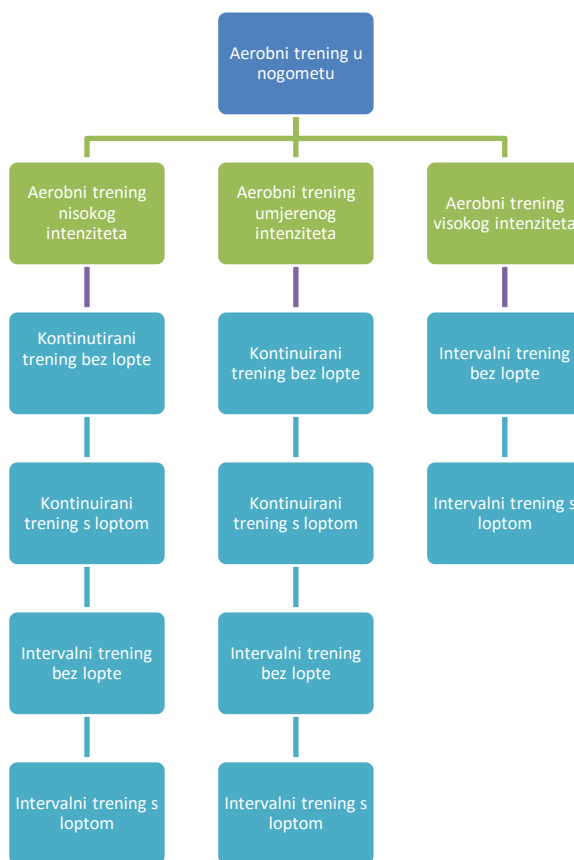 Aerobni trening u
nogometu
Aerobni trening
nisokog
intenziteta
Aerobni trening
umjerenog
intenziteta
Aerobni trening
visokog intenziteta
Kontinutirani
trening bez lopte
Kontinuirani
trening bez lopte
Intervalni trening
bez lopte
Kontinuirani
trening s loptom
Kontinuirani
trening s loptom
Intervalni trening s
loptom
Intervalni trening
bez lopte
Intervalni trening
bez lopte
Intervalni trening s
loptom
Intervalni trening s
loptom